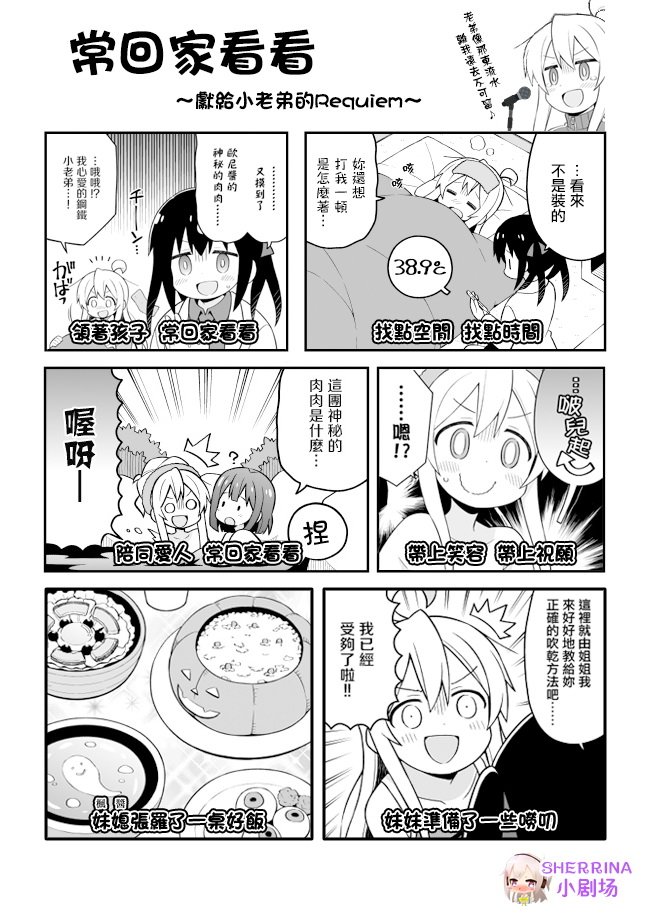 常回家看看
～獻給小老弟的Requiem～
老弟像那東流水
離我遠去不可留♪
…看來
不是裝的
咳
咳
妳還想
打我一頓
是怎麼著…
38.9℃
找點空閒 找點時間
又摸到了
歐尼醬的
神秘的肉肉……
チーン…
…哦哦!?
我心愛的鋼鐵
小老弟…!
がばっ
領著孩子 常回家看看
…啵兒起
………嗯!?
帶上笑容 帶上祝願
這團神秘的
肉肉是什麼…
?
捏
喔呀—
陪同愛人 常回家看看
這裡就由姐姐我
來好好地教給妳
正確的吹乾方法吧……
我已經
受夠了啦!!
妹妹準備了一些嘮叨
楓醬
妹媳張羅了一桌好飯
SHERRINA
小剧场